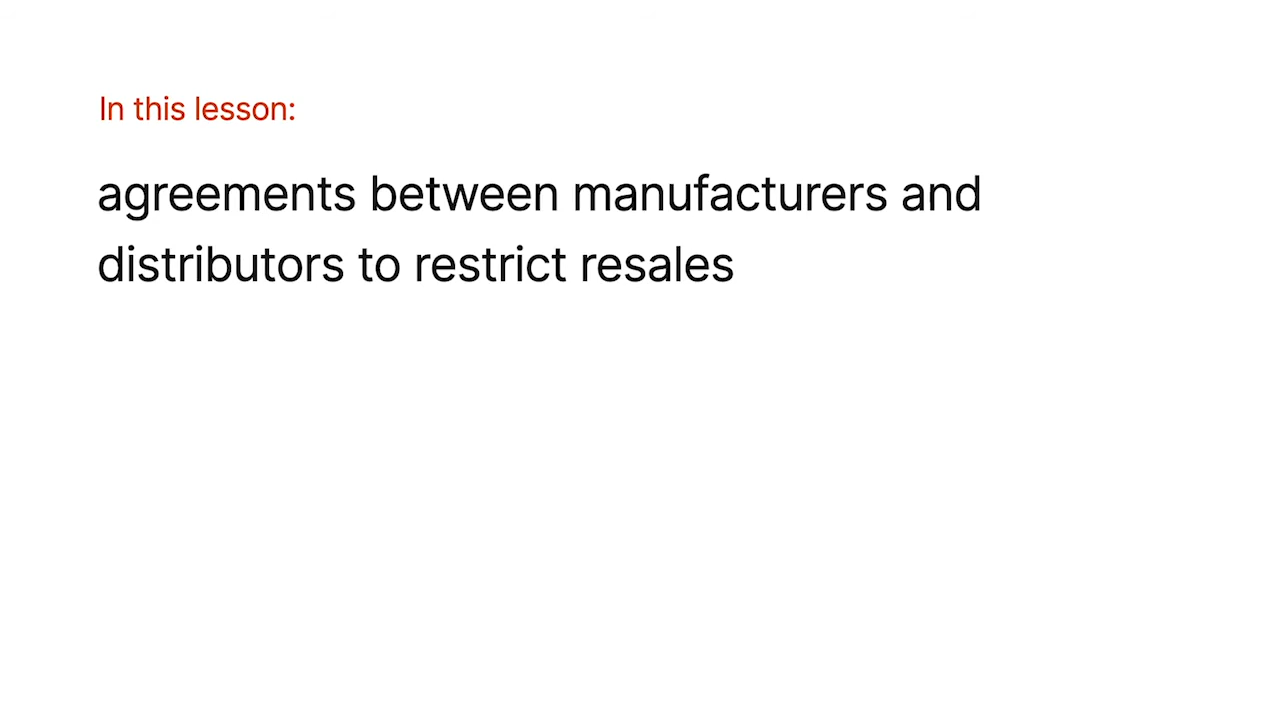 In this lesson:
agreements between manufacturers and
distributors to restrict resales